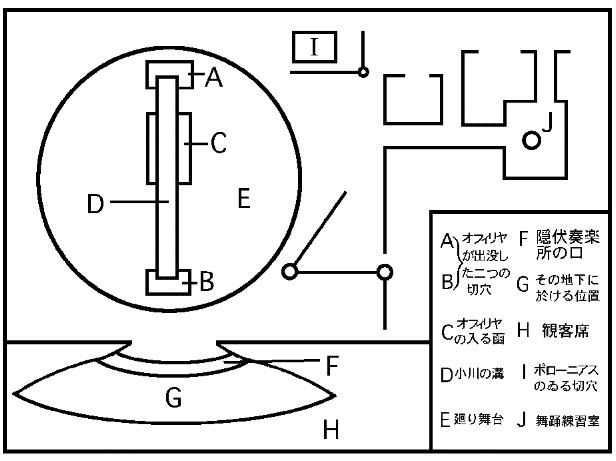 I
A
J
C
E
D
B
F
G
H
A オフィリヤ
が出没し
B た二つの
切穴
C オフィリヤ
の入る函
D 小川の溝
E 廻り舞台
F 隠伏奏楽
所の口
G その地下に
於ける位置
H 観客席
I ポローニアス
のゐる切穴
J 舞踊練習室